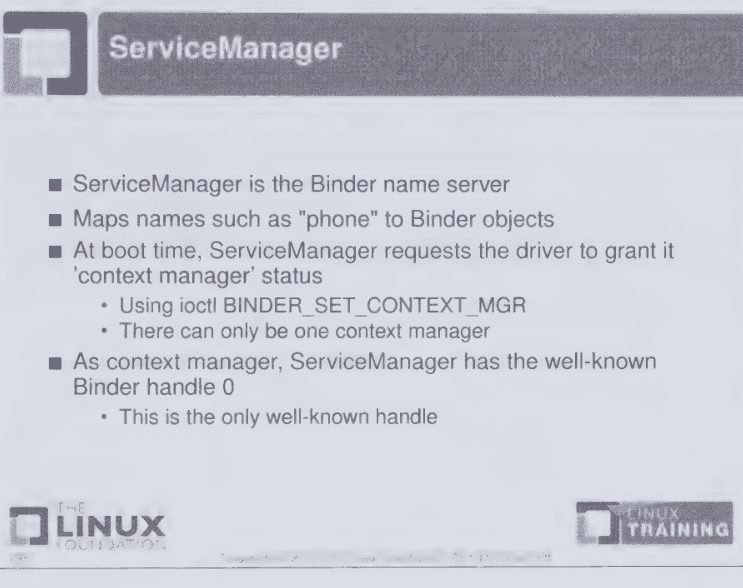 ServiceManager
■ ServiceManager is the Binder name server
■ Maps names such as "phone" to Binder objects
■ At boot time, ServiceManager requests the driver to grant it
'context manager' status
• Using ioctl BINDER_SET_CONTEXT_MGR
• There can only be one context manager
■ As context manager, ServiceManager has the well-known
Binder handle 0
• This is the only well-known handle
THE
LINUX
FOUNDATION
LINUX
TRAINING